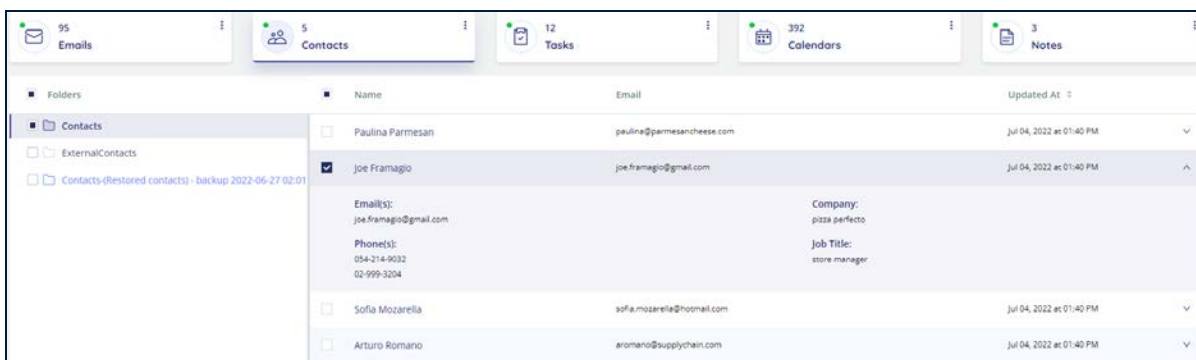 95
Emails
5
Contacts
12
Tasks
392
Calendars
3
Notes
Folders
Contacts
ExternalContacts
Contacts-(Restored contacts) - backup 2022-06-27 02:01
Name Email Updated At
Paulina Parmesan paulina@parmesancheese.com Jul 04, 2022 at 01:40 PM
Joe Framagio joe.framagio@gmail.com Jul 04, 2022 at 01:40 PM
Email(s): Company:
joe.framagio@gmail.com pizza perfecto
Phone(s): Job Title:
054-214-9032 store manager
02-999-3204
Sofia Mozarella sofia.mozarella@hotmail.com Jul 04, 2022 at 01:40 PM
Arturo Romano aromano@supplychain.com Jul 04, 2022 at 01:40 PM